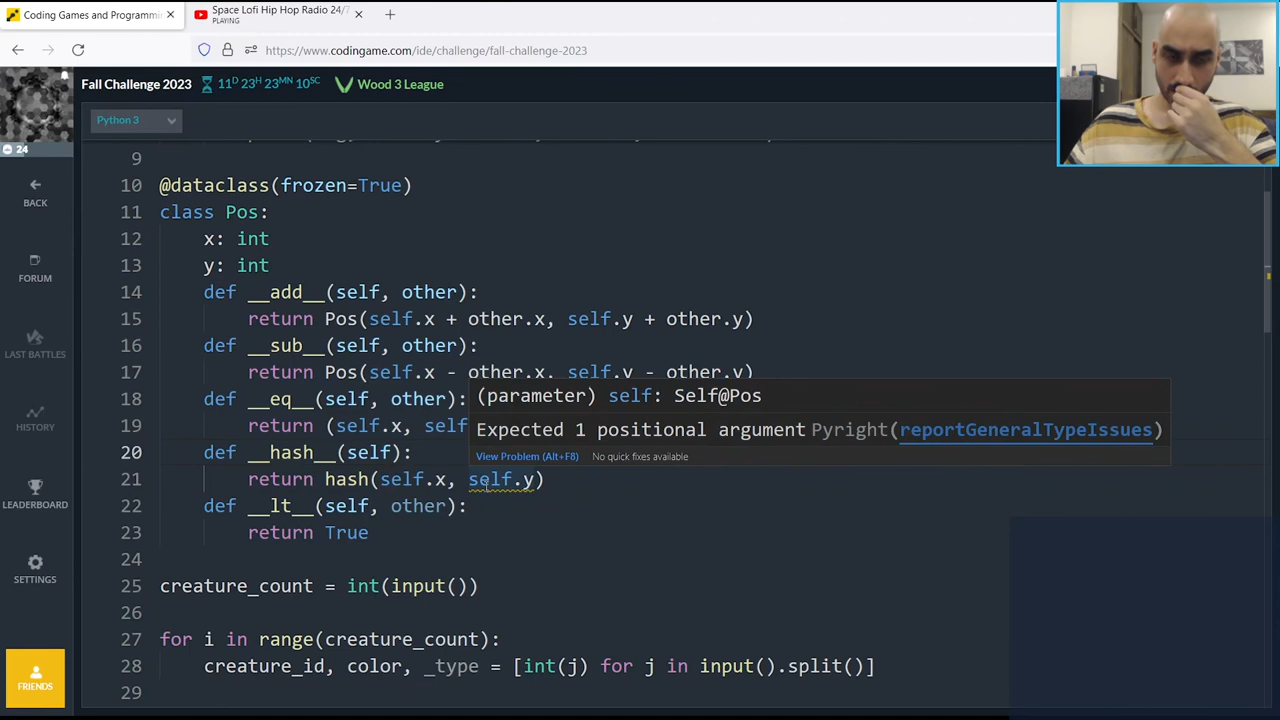 Coding Games and Programmin
Space Lofi Hip Hop Radio 24/7
PLAYING
https://www.codingame.com/ide/challenge/fall-challenge-2023
Fall Challenge 2023
11D 23H 23MN 10SC
Wood 3 League
24
BACK
FORUM
LAST BATTLES
HISTORY
LEADERBOARD
SETTINGS
FRIENDS
Python 3
9
10 @dataclass(frozen=True)
11 class Pos:
12 x: int
13 y: int
14 def __add__(self, other):
15 return Pos(self.x + other.x, self.y + other.y)
16 def __sub__(self, other):
17 return Pos(self.x - other.x, self.y - other.y)
18 def __eq__(self, other):
19 return (self.x, self
20 def __hash__(self):
21 return hash(self.x, self.y)
22 def __lt__(self, other):
23 return True
24
25 creature_count = int(input())
26
27 for i in range(creature_count):
28 creature_id, color, _type = [int(j) for j in input().split()]
29
(parameter) self: Self@Pos
Expected 1 positional argument Pyright(reportGeneralTypeIssues)
View Problem (Alt+F8) No quick fixes available